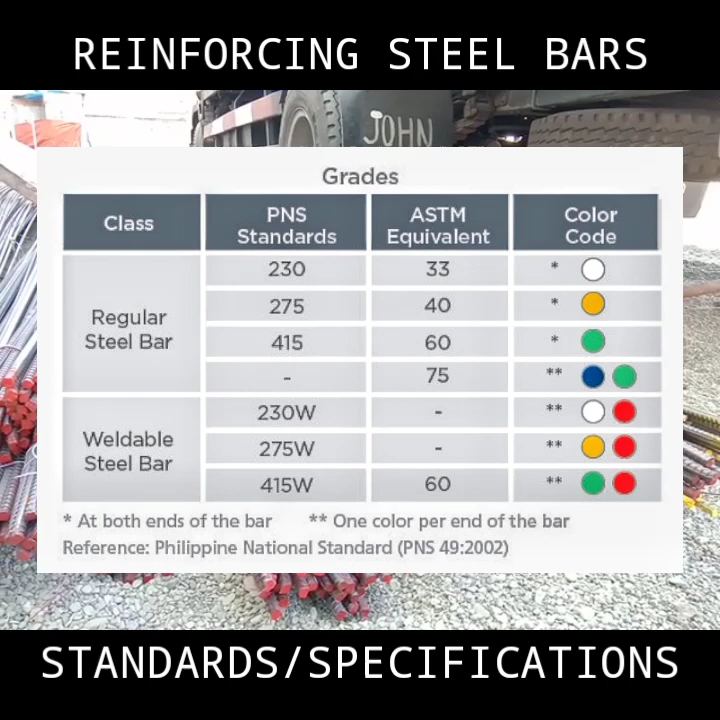 REINFORCING STEEL BARS
JOHN
Grades
Class PNS Standards ASTM Equivalent Color Code
Regular Steel Bar 230 33 *
275 40 *
415 60 *
- 75 **
Weldable Steel Bar 230W - **
275W - **
415W 60 **
* At both ends of the bar ** One color per end of the bar
Reference: Philippine National Standard (PNS 49:2002)
STANDARDS/SPECIFICATIONS